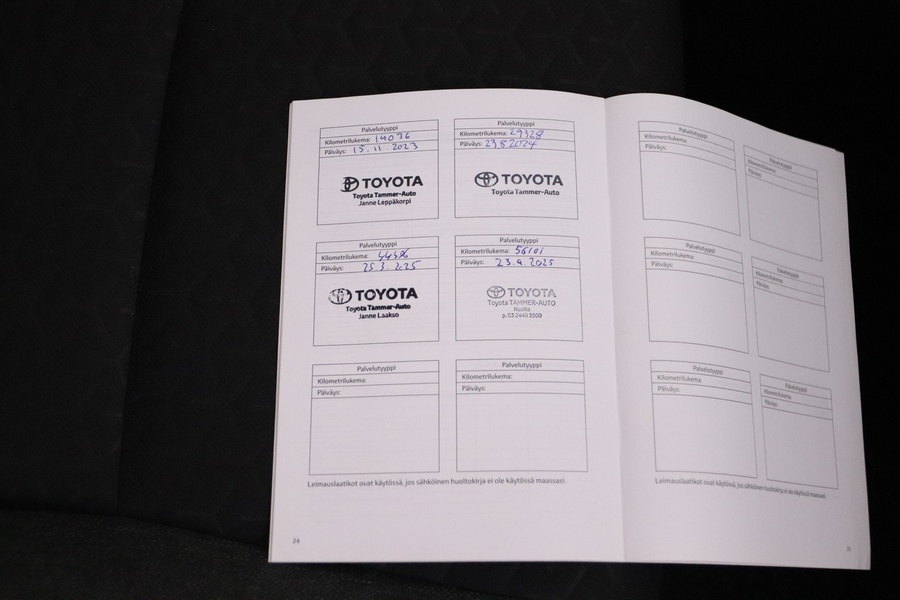 Palvelutyyppi
Kilometrilukema: 14036
Päiväys: 15.11.2023
TOYOTA
Toyota Tammer-Auto
Janne Leppäkorpi
Palvelutyyppi
Kilometrilukema: 29328
Päiväys: 23.8.2024
TOYOTA
Toyota Tammer-Auto
Palvelutyyppi
Kilometrilukema:
Päiväys: 25.3.2025
TOYOTA
Toyota Tammer-Auto
Janne Laakso
Palvelutyyppi
Kilometrilukema: 56101
Päiväys: 23.9.2025
TOYOTA
Toyota TAMMER-AUTO
Huolto
p. 03 2440 3500
Palvelutyyppi
Kilometrilukema:
Päiväys:
Palvelutyyppi
Kilometrilukema:
Päiväys:
Leimauslaatikot ovat käytössä, jos sähköinen huoltokirja ei ole käytössä maassasi.
24
Palvelutyyppi
Kilometrilukema:
Päiväys:
Palvelutyyppi
Kilometrilukema:
Päiväys:
Palvelutyyppi
Kilometrilukema:
Päiväys:
Palvelutyyppi
Kilometrilukema:
Päiväys:
Palvelutyyppi
Kilometrilukema:
Päiväys:
Palvelutyyppi
Kilometrilukema:
Päiväys:
Leimauslaatikot ovat käytössä, jos sähköinen huoltokirja ei ole käytössä maassasi.